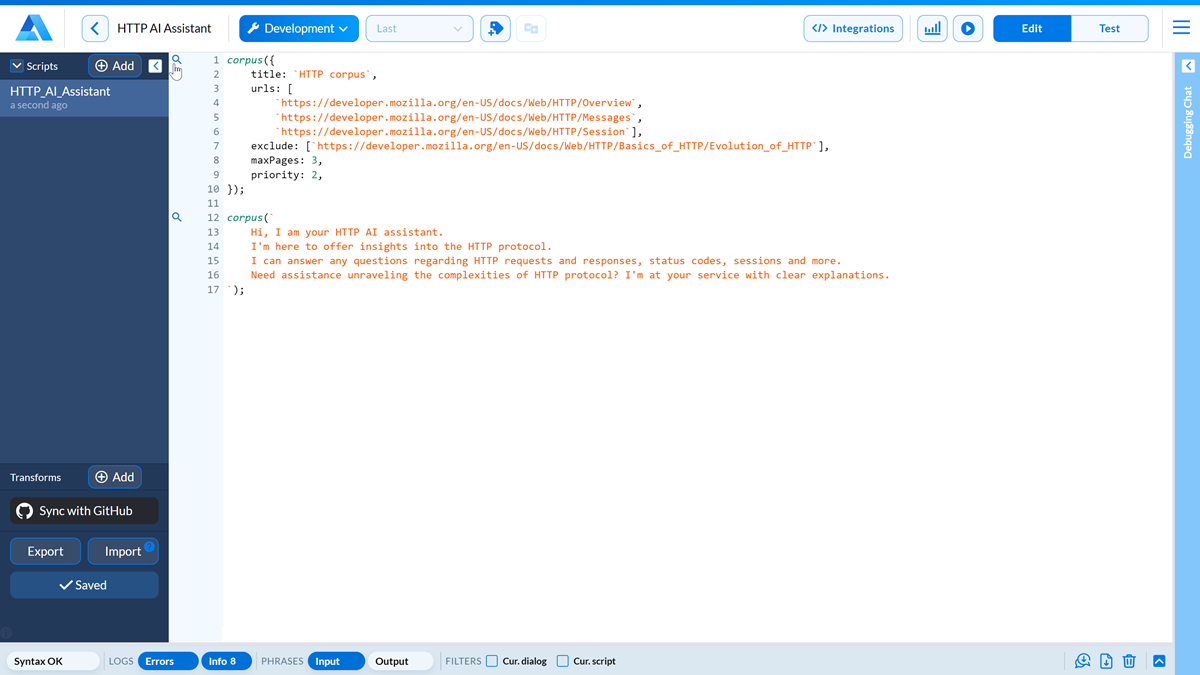 HTTP AI Assistant
Development
Last
</> Integrations
Edit
Test
Scripts
Add
HTTP_AI_Assistant
a second ago
1 corpus({
2     title: `HTTP corpus`,
3     urls: [
4         `https://developer.mozilla.org/en-US/docs/Web/HTTP/Overview`,
5         `https://developer.mozilla.org/en-US/docs/Web/HTTP/Messages`,
6         `https://developer.mozilla.org/en-US/docs/Web/HTTP/Session`],
7     exclude: [`https://developer.mozilla.org/en-US/docs/Web/HTTP/Basics_of_HTTP/Evolution_of_HTTP`],
8     maxPages: 3,
9     priority: 2,
10 });
11
12 corpus(`
13     Hi, I am your HTTP AI assistant.
14     I'm here to offer insights into the HTTP protocol.
15     I can answer any questions regarding HTTP requests and responses, status codes, sessions and more.
16     Need assistance unraveling the complexities of HTTP protocol? I'm at your service with clear explanations.
17 `);
Debugging Chat
Transforms
Add
Sync with GitHub
Export
Import
?
Saved
Syntax OK
LOGS
Errors
Info 8
PHRASES
Input
Output
FILTERS
Cur. dialog
Cur. script